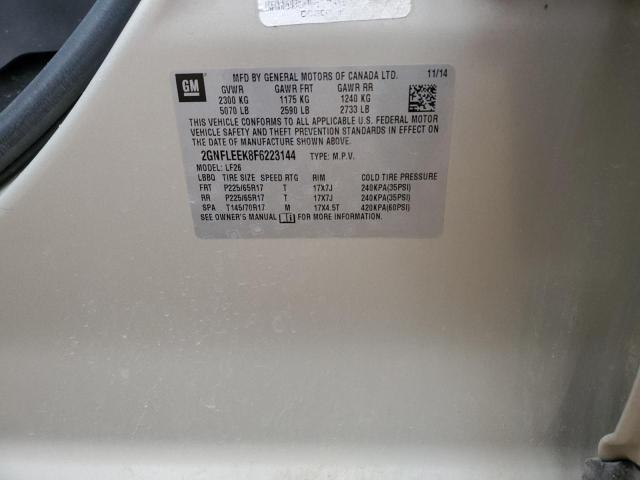 GM
MFD BY GENERAL MOTORS OF CANADA LTD. 11/14
GVWR GAWR FRT GAWR RR
2300 KG 1175 KG 1240 KG
5070 LB 2590 LB 2733 LB
THIS VEHICLE CONFORMS TO ALL APPLICABLE U.S. FEDERAL MOTOR
VEHICLE SAFETY AND THEFT PREVENTION STANDARDS IN EFFECT ON
THE DATE OF MANUFACTURE SHOWN ABOVE.
2GNFLEEK8F6223144 TYPE: M.P.V.
MODEL: LF26
LBBQ TIRE SIZE SPEED RTG RIM COLD TIRE PRESSURE
FRT P225/65R17 T 17X7J 240KPA(35PSI)
RR P225/65R17 T 17X7J 240KPA(35PSI)
SPA T145/70R17 M 17X4.5T 420KPA(60PSI)
SEE OWNER'S MANUAL